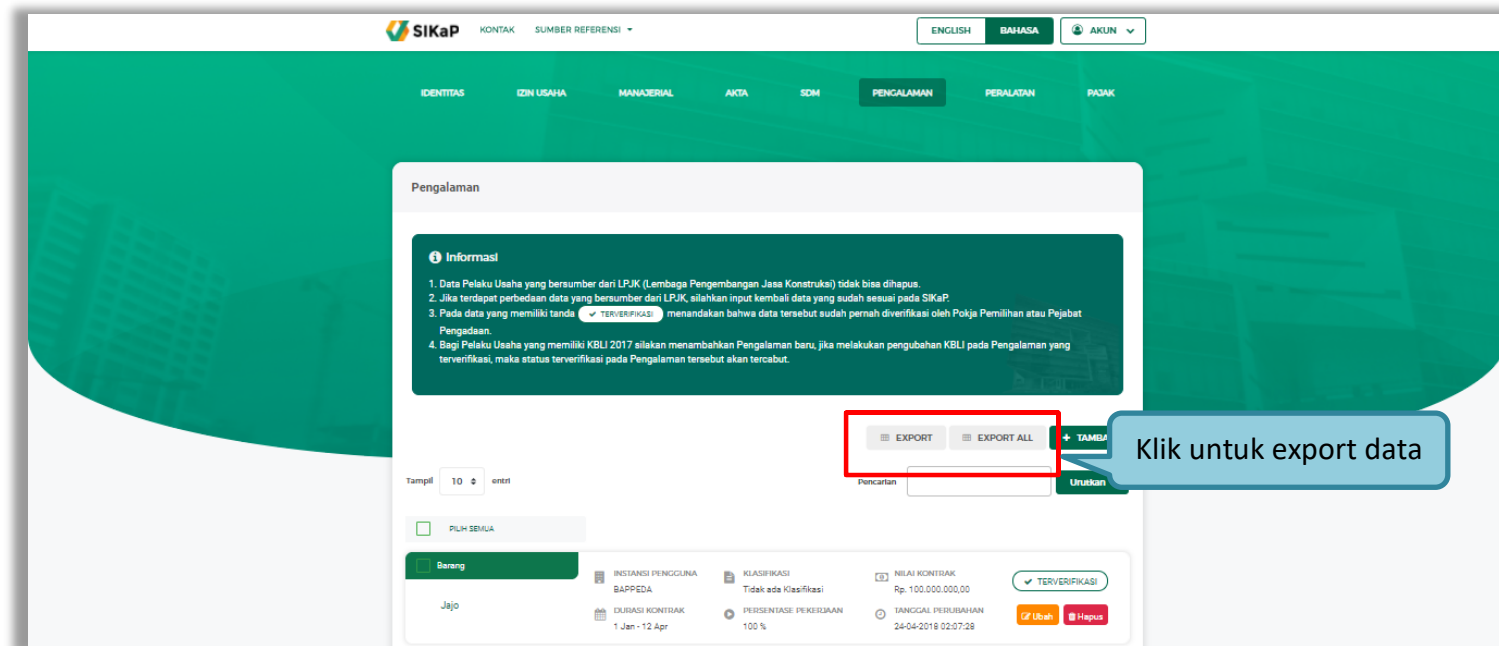 SIKaP KONTAK SUMBER REFERENSI ENGLISH BAHASA AKUN
IDENTITAS IZIN USAHA MANAJERIAL AKTA SDM PENGALAMAN PERALATAN PAJAK
Pengalaman
Informasi
1. Data Pelaku Usaha yang bersumber dari LPJK (Lembaga Pengembangan Jasa Konstruksi) tidak bisa dihapus.
2. Jika terdapat perbedaan data yang bersumber dari LPJK, silahkan input kembali data yang sudah sesuai pada SIKaP.
3. Pada data yang memiliki tanda TERVERIFIKASI menandakan bahwa data tersebut sudah pernah diverifikasi oleh Pokja Pemilihan atau Pejabat
Pengadaan.
4. Bagi Pelaku Usaha yang memiliki KBLI 2017 silakan menambahkan Pengalaman baru, jika melakukan pengubahan KBLI pada Pengalaman yang
terverifikasi, maka status terverifikasi pada Pengalaman tersebut akan tercabut.
EXPORT EXPORT ALL + TAMBA
Klik untuk export data
Tampil 10 entri Pencarian Urutkan
PILIH SEMUA
Barang
INSTANSI PENGGUNA KLASIFIKASI NILAI KONTRAK
BAPPEDA Tidak ada Klasifikasi Rp. 100.000.000,00 TERVERIFIKASI
Jajo DURASI KONTRAK PERSENTASE PEKERJAAN TANGGAL PERUBAHAN
1 Jan - 12 Apr 100 % 24-04-2018 02:07:28 Ubah Hapus